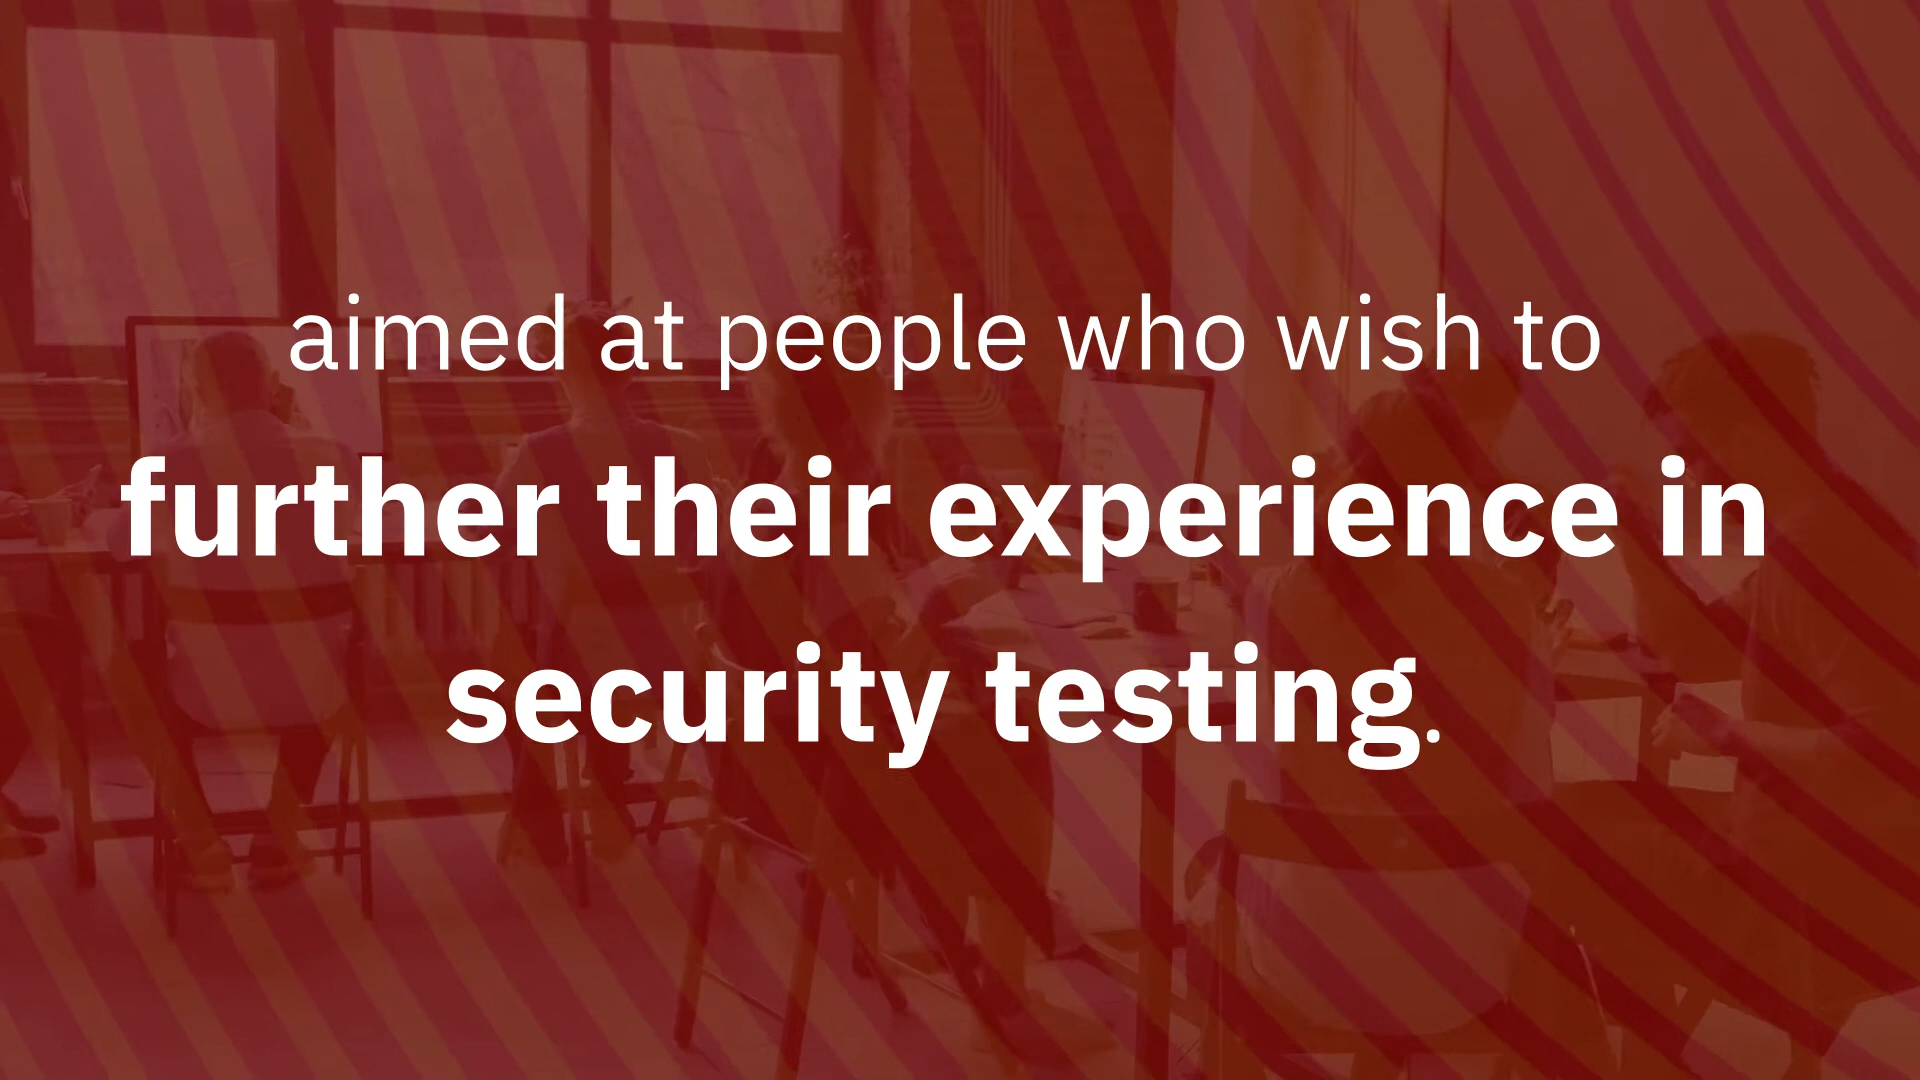 aimed at people who wish to
further their experience in
security testing.